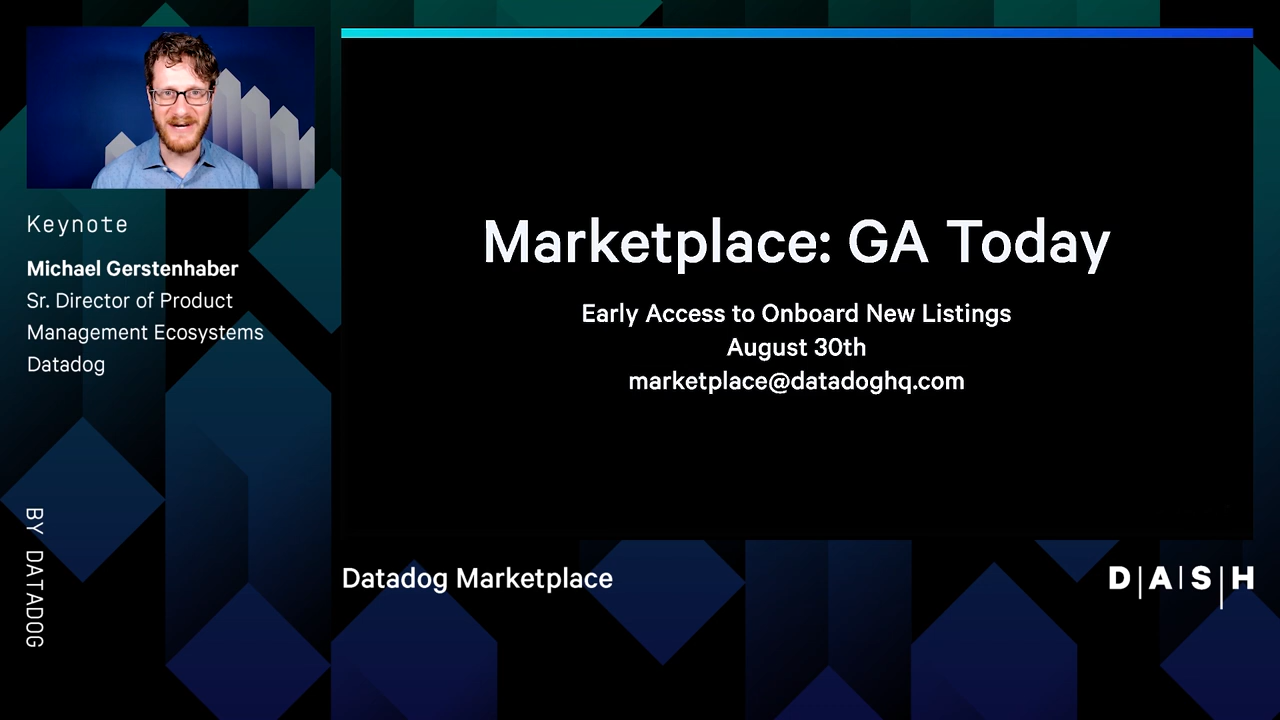 Keynote
Michael Gerstenhaber
Sr. Director of Product
Management Ecosystems
Datadog
BY DATADOG
Marketplace: GA Today
Early Access to Onboard New Listings
August 30th
marketplace@datadoghq.com
Datadog Marketplace
D|A|S|H